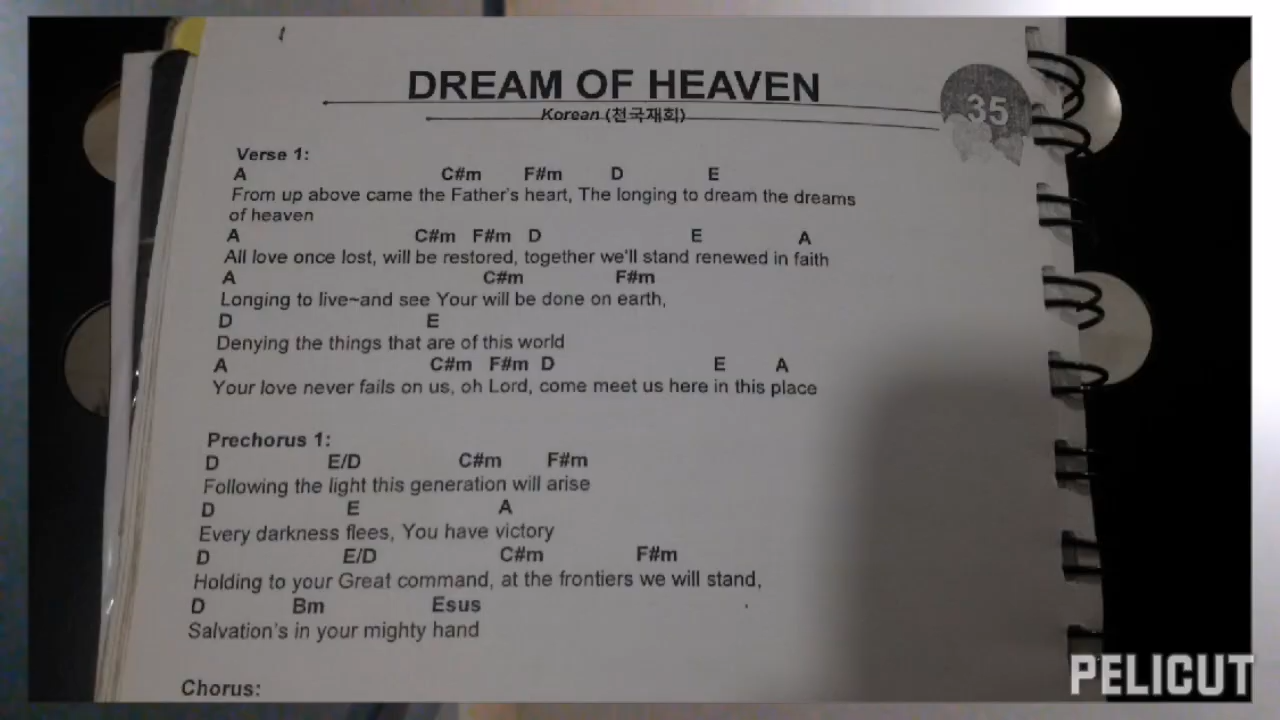 DREAM OF HEAVEN
35
Korean (천국재회)
Verse 1:
A C#m F#m D E
From up above came the Father's heart, The longing to dream the dreams
of heaven
A C#m F#m D E A
All love once lost, will be restored, together we'll stand renewed in faith
A C#m F#m
Longing to live~and see Your will be done on earth,
D E
Denying the things that are of this world
A C#m F#m D E A
Your love never fails on us, oh Lord, come meet us here in this place
Prechorus 1:
D E/D C#m F#m
Following the light this generation will arise
D E A
Every darkness flees, You have victory
D E/D C#m F#m
Holding to your Great command, at the frontiers we will stand,
D Bm Esus
Salvation's in your mighty hand
Chorus:
PELICUT